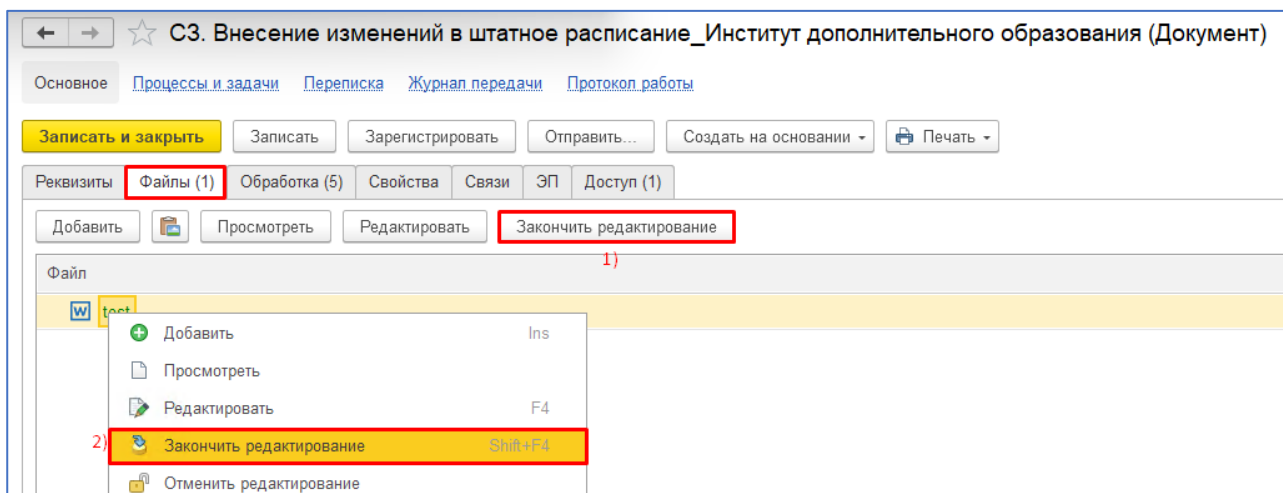 СЗ. Внесение изменений в штатное расписание_Институт дополнительного образования (Документ)
Основное Процессы и задачи Переписка Журнал передачи Протокол работы
Записать и закрыть Записать Зарегистрировать Отправить... Создать на основании Печать
Реквизиты Файлы (1) Обработка (5) Свойства Связи ЭП Доступ (1)
Добавить Просмотреть Редактировать Закончить редактирование
1)
Файл
W test
Добавить Ins
Просмотреть
Редактировать F4
2) Закончить редактирование Shift+F4
Отменить редактирование